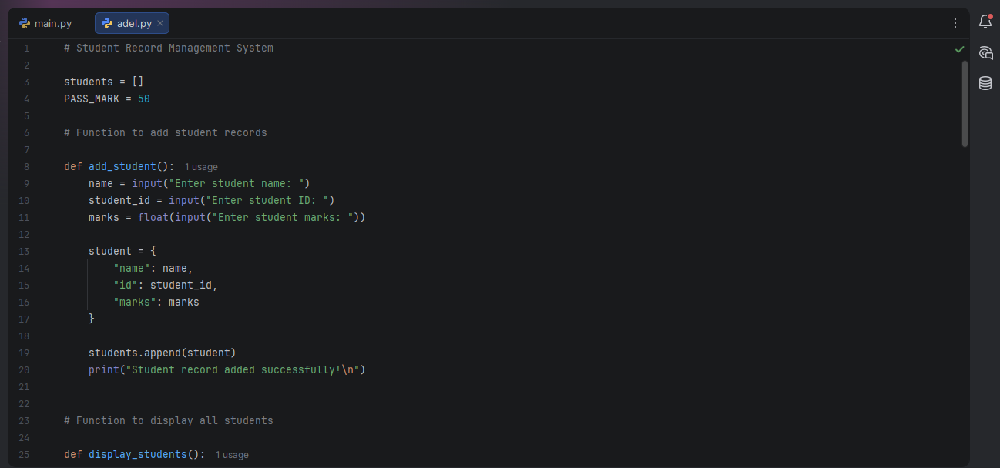 main.py adel.py
1 # Student Record Management System
2
3 students = []
4 PASS_MARK = 50
5
6 # Function to add student records
7
8 def add_student(): 1 usage
9     name = input("Enter student name: ")
10     student_id = input("Enter student ID: ")
11     marks = float(input("Enter student marks: "))
12
13     student = {
14         "name": name,
15         "id": student_id,
16         "marks": marks
17     }
18
19     students.append(student)
20     print("Student record added successfully!\n")
21
22
23 # Function to display all students
24
25 def display_students(): 1 usage